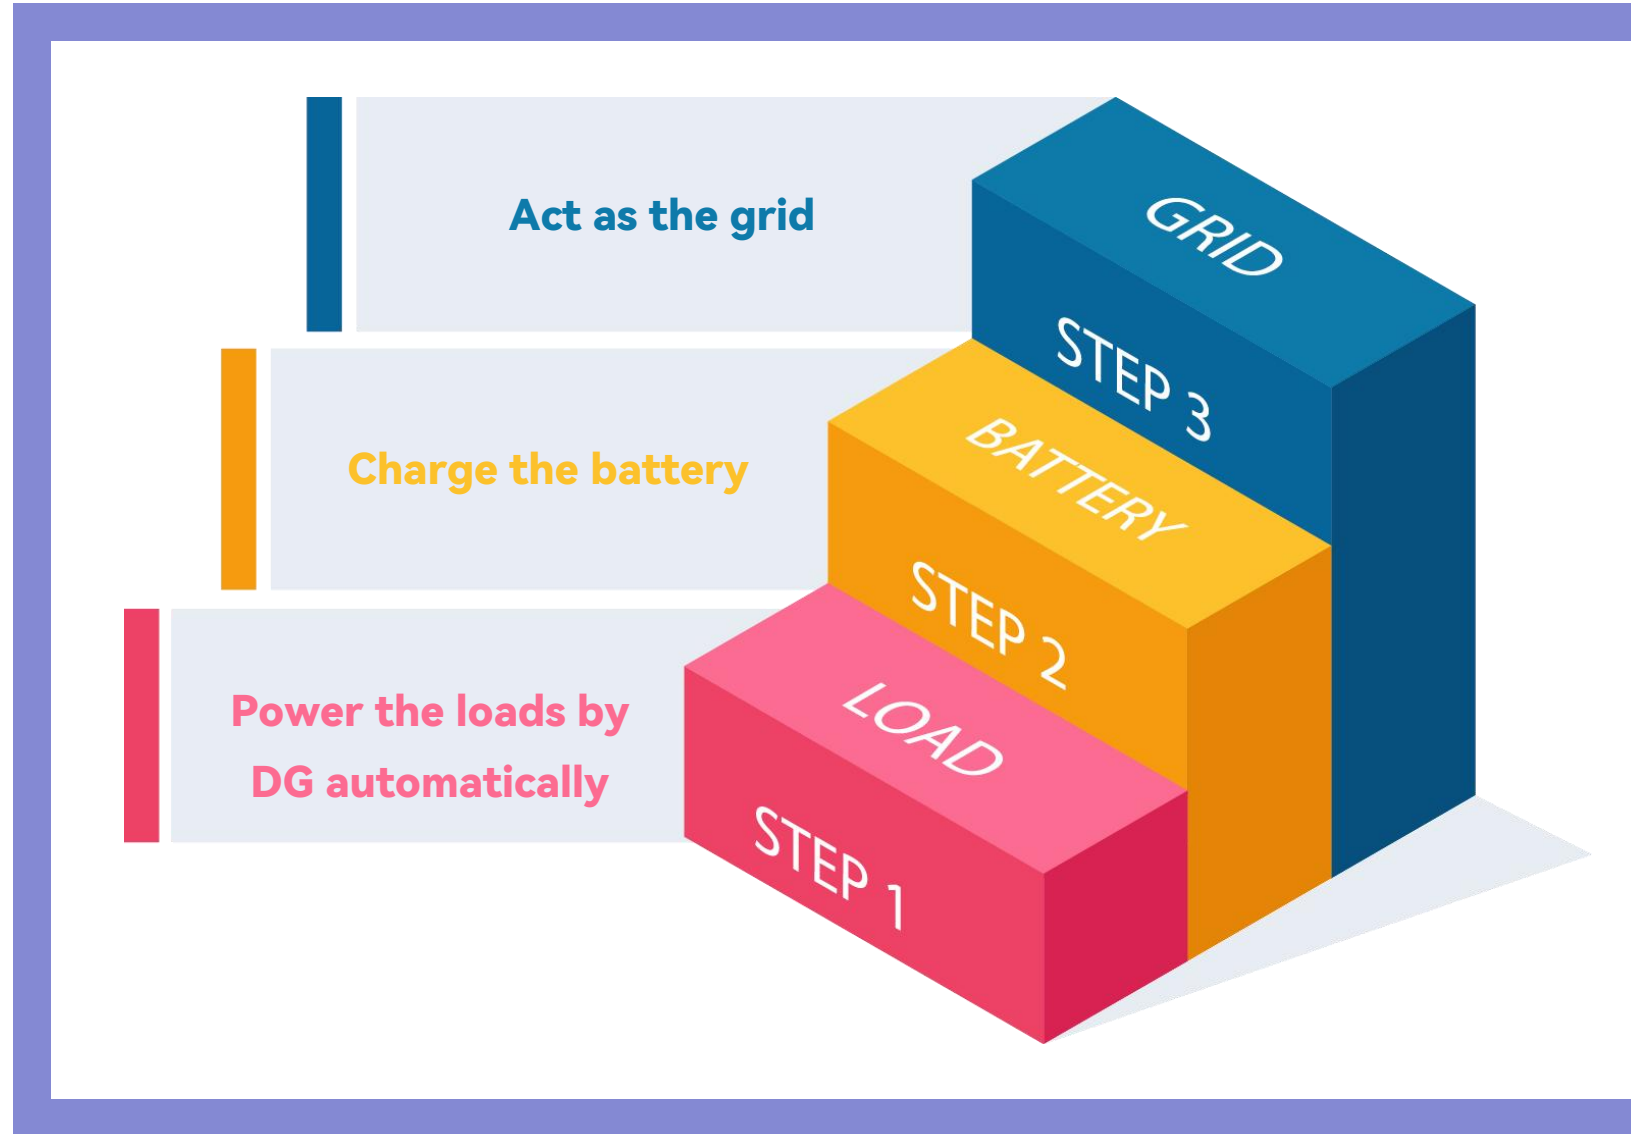 Act as the grid
GRID
STEP 3
Charge the battery
BATTERY
STEP 2
Power the loads by
DG automatically
LOAD
STEP 1